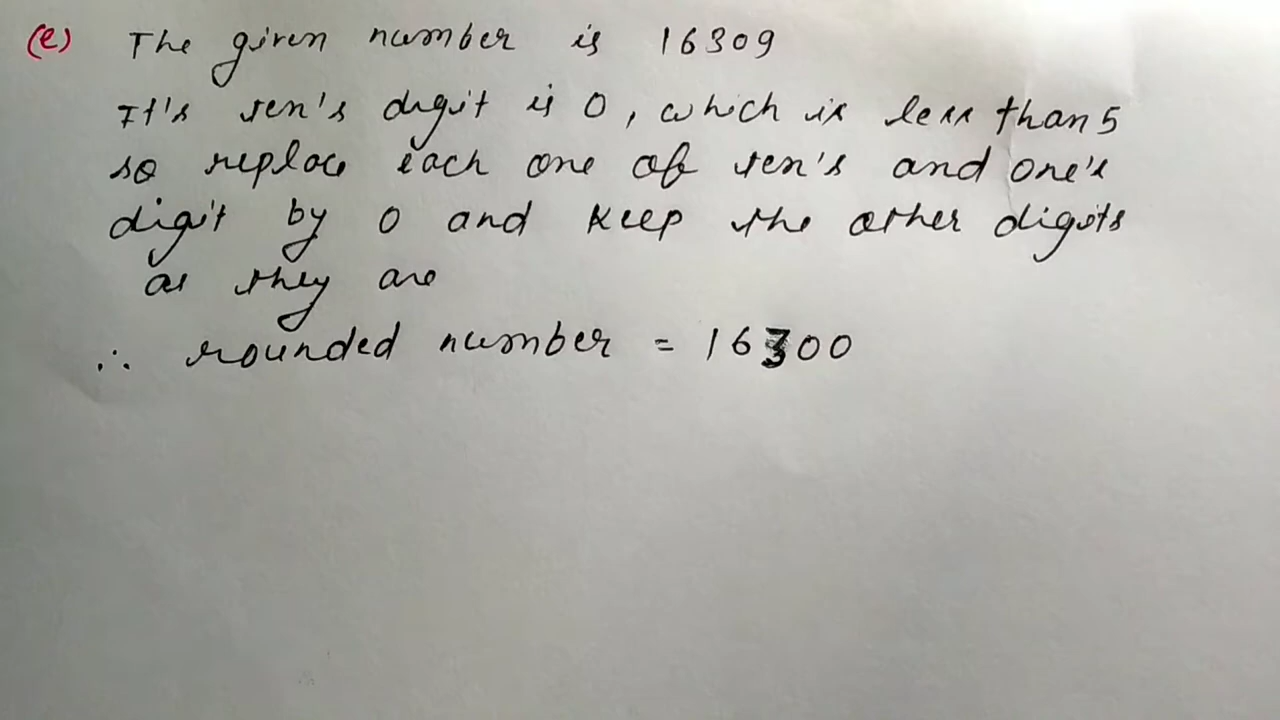 (e) The given number is 16309
It's ten's digit is 0, which is less than 5
so replace each one of ten's and one's
digit by 0 and keep the other digits
as they are
∴ rounded number = 16300